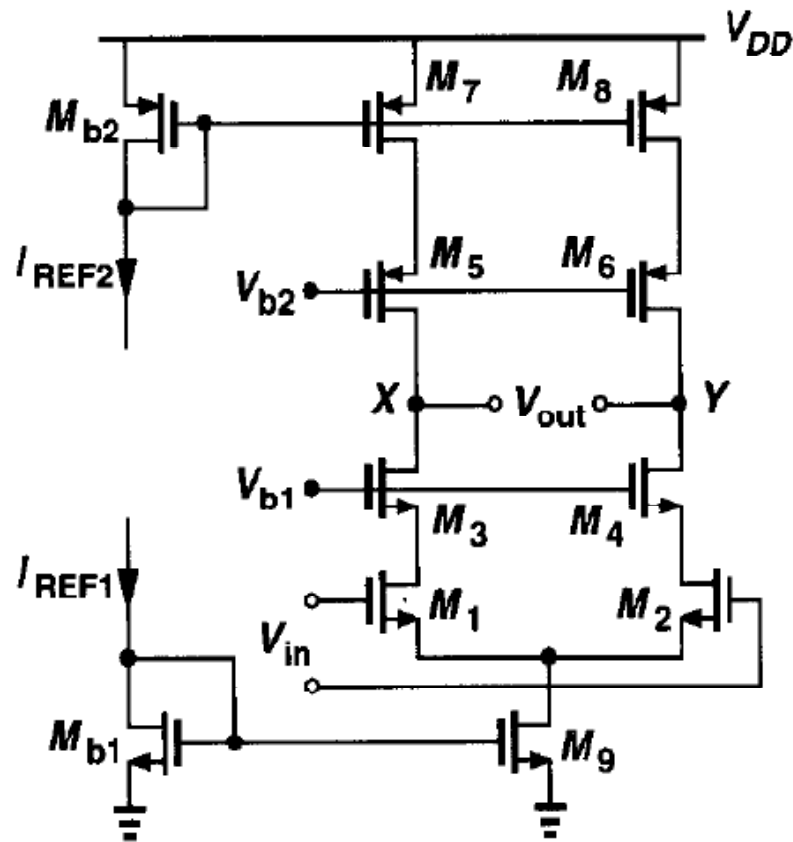 V_DD
M_b2 M_7 M_8
I_REF2 V_b2 M_5 M_6
X V_out Y
V_b1 M_3 M_4
I_REF1 M_1 M_2
V_in
M_b1 M_9